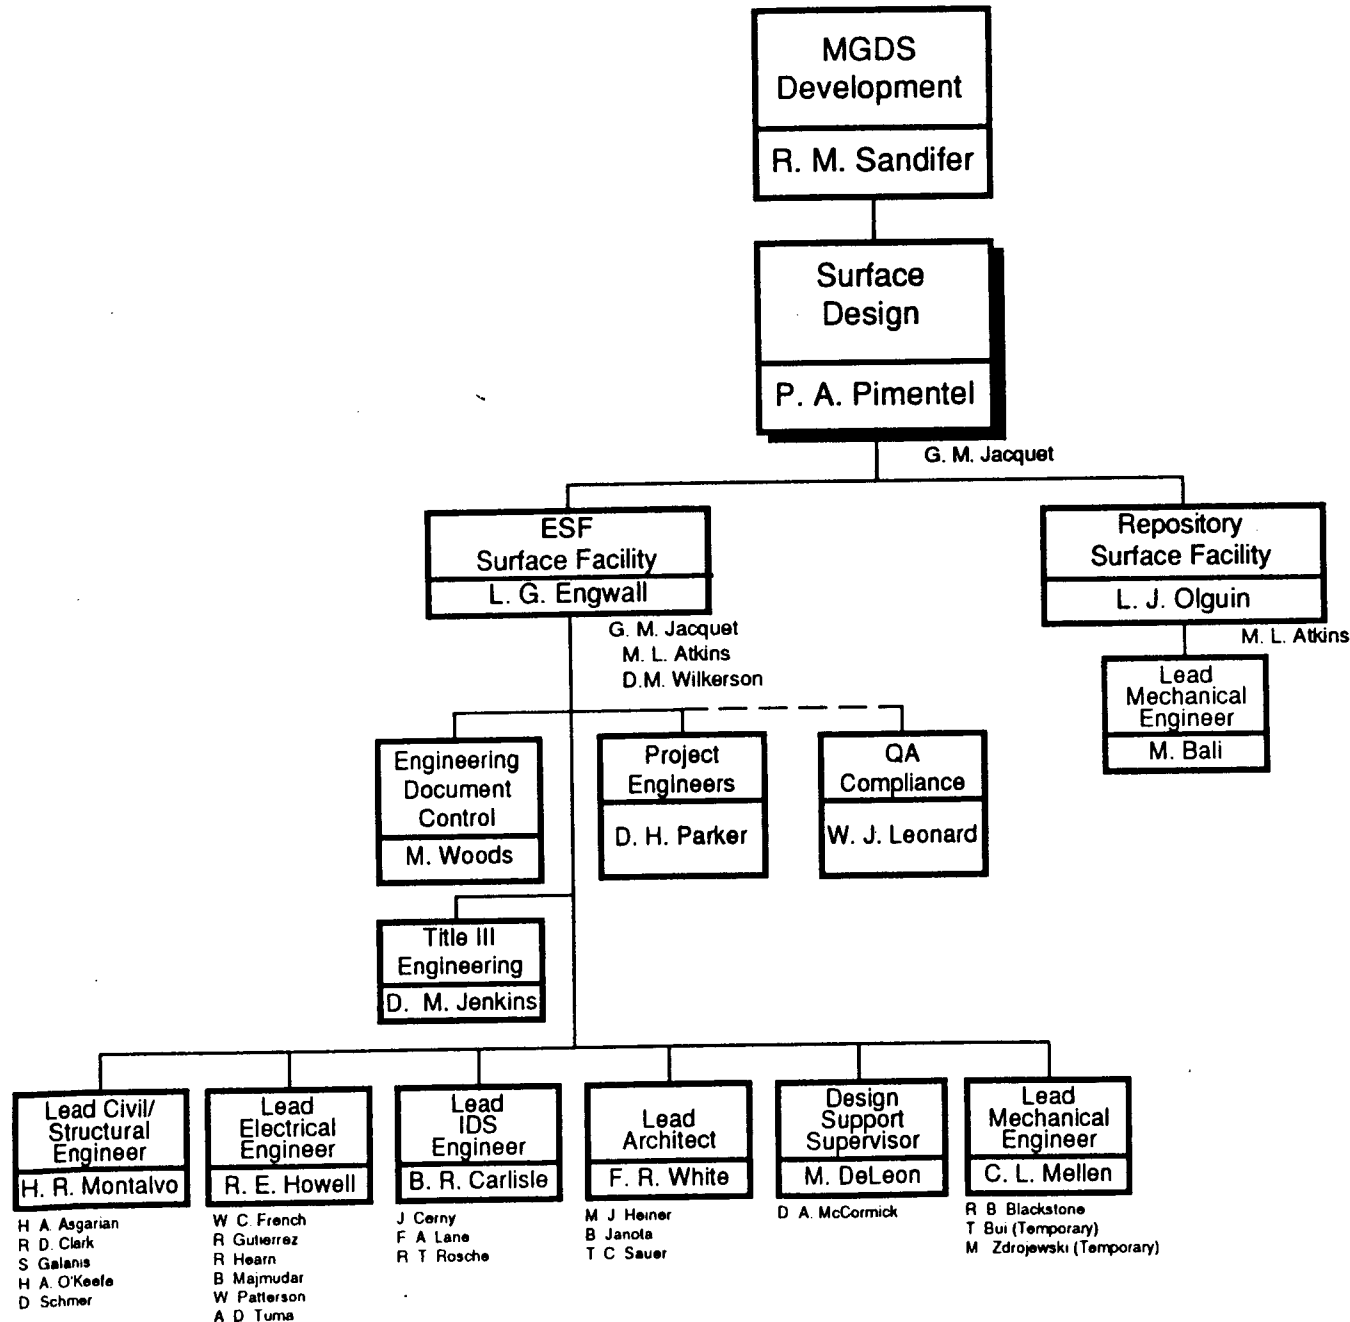 MGDS
Development
R. M. Sandifer
Surface
Design
P. A. Pimentel
G. M. Jacquet
ESF
Surface Facility
L. G. Engwall
Repository
Surface Facility
L. J. Olguin
G. M. Jacquet
M. L. Atkins
D.M. Wilkerson
M. L. Atkins
Lead
Mechanical
Engineer
M. Bali
Engineering
Document
Control
M. Woods
Project
Engineers
D. H. Parker
QA
Compliance
W. J. Leonard
Title III
Engineering
D. M. Jenkins
Lead Civil/
Structural
Engineer
H. R. Montalvo
H A. Asgarian
R D. Clark
S Galanis
H A. O'Keefe
D Schmer
Lead
Electrical
Engineer
R. E. Howell
W C. French
R Gutierrez
R Hearn
B Majmudar
W Patterson
A D Tuma
Lead
IDS
Engineer
B. R. Carlisle
J Cerny
F A Lane
R T Rosche
Lead
Architect
F. R. White
M J Heiner
B Janota
T C Sauer
Design
Support
Supervisor
M. DeLeon
D A. McCormick
Lead
Mechanical
Engineer
C. L. Mellen
R B Blackstone
T Bui (Temporary)
M Zdrojewski (Temporary)